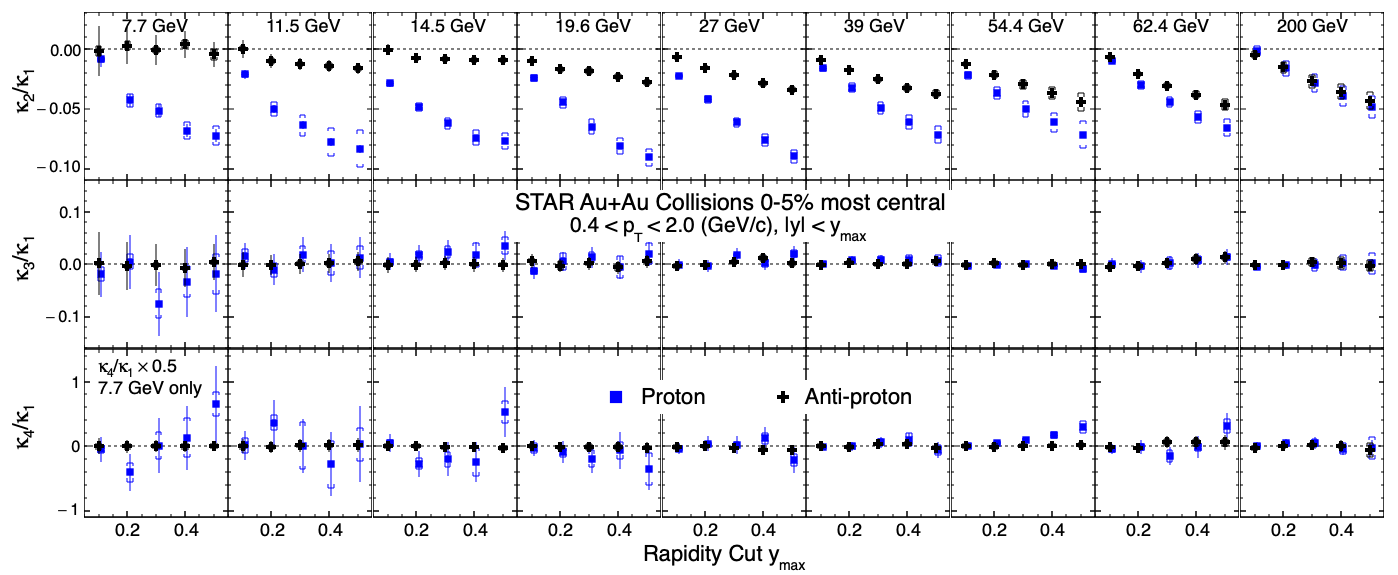 7.7 GeV 11.5 GeV 14.5 GeV 19.6 GeV 27 GeV 39 GeV 54.4 GeV 62.4 GeV 200 GeV
κ2/κ1
0.00
−0.05
−0.10
STAR Au+Au Collisions 0-5% most central
0.4 < pT < 2.0 (GeV/c), |y| < ymax
κ3/κ1
0.1
0.0
−0.1
κ4/κ1 × 0.5
7.7 GeV only
Proton Anti-proton
κ4/κ1
1
0
−1
0.2 0.4 0.2 0.4 0.2 0.4 0.2 0.4 0.2 0.4 0.2 0.4 0.2 0.4 0.2 0.4 0.2 0.4
Rapidity Cut ymax